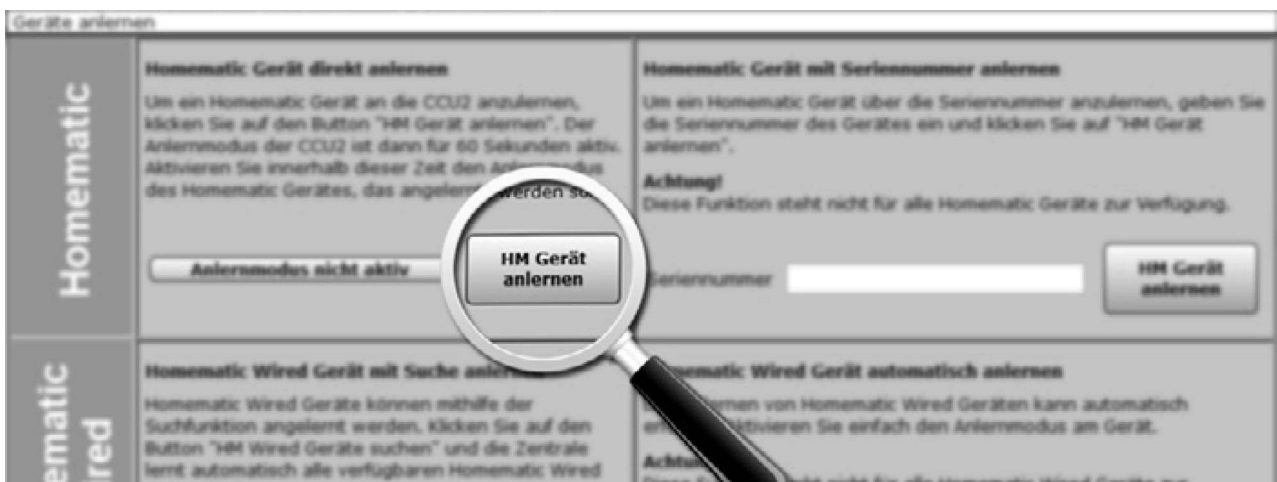 Geräte anlernen
Homematic
Homematic Gerät direkt anlernen
Um ein Homematic Gerät an die CCU2 anzulernen,
klicken Sie auf den Button "HM Gerät anlernen". Der
Anlernmodus der CCU2 ist dann für 60 Sekunden aktiv.
Aktivieren Sie innerhalb dieser Zeit den Anlernmodus
des Homematic Gerätes, das angelernt werden
Anlernmodus nicht aktiv
HM Gerät
anlernen
Homematic Gerät mit Seriennummer anlernen
Um ein Homematic Gerät über die Seriennummer anzulernen, geben Sie
die Seriennummer des Gerätes ein und klicken Sie auf "HM Gerät
anlernen".
Achtung!
Diese Funktion steht nicht für alle Homematic Geräte zur Verfügung.
Seriennummer
HM Gerät
anlernen
Homematic Wired Gerät mit Suche
Homematic Wired Geräte können mithilfe der
Suchfunktion angelernt werden. Klicken Sie auf den
Button "HM Wired Geräte suchen" und die Zentrale
lernt automatisch alle verfügbaren Homematic Wired
Wired Gerät automatisch anlernen
von Homematic Wired Geräten kann automatisch
Sie einfach den Anlernmodus am Gerät.